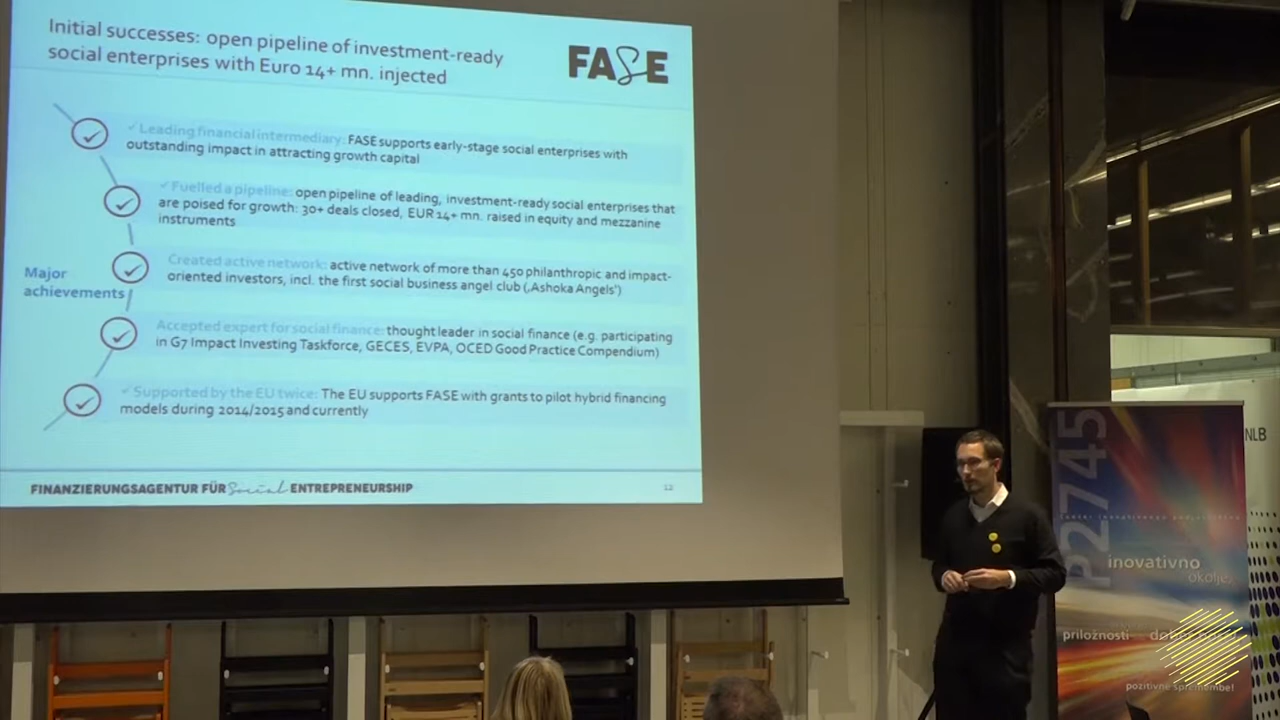 Initial successes: open pipeline of investment-ready
social enterprises with Euro 14+ mn. injected
FASE
✓ Leading financial intermediary: FASE supports early-stage social enterprises with
outstanding impact in attracting growth capital
✓ Fuelled a pipeline: open pipeline of leading, investment-ready social enterprises that
are poised for growth: 30+ deals closed, EUR 14+ mn. raised in equity and mezzanine
instruments
Created active network: active network of more than 450 philanthropic and impact-
oriented investors, incl. the first social business angel club (‚Ashoka Angels')
Major
achievements
Accepted expert for social finance: thought leader in social finance (e.g. participating
in G7 Impact Investing Taskforce, GECES, EVPA, OCED Good Practice Compendium)
✓ Supported by the EU twice: The EU supports FASE with grants to pilot hybrid financing
models during 2014/2015 and currently
FINANZIERUNGSAGENTUR FÜR Social ENTREPRENEURSHIP
12
P2745
NLB
inovativno
okolje,
priložnosti
pozitivne spremembe!